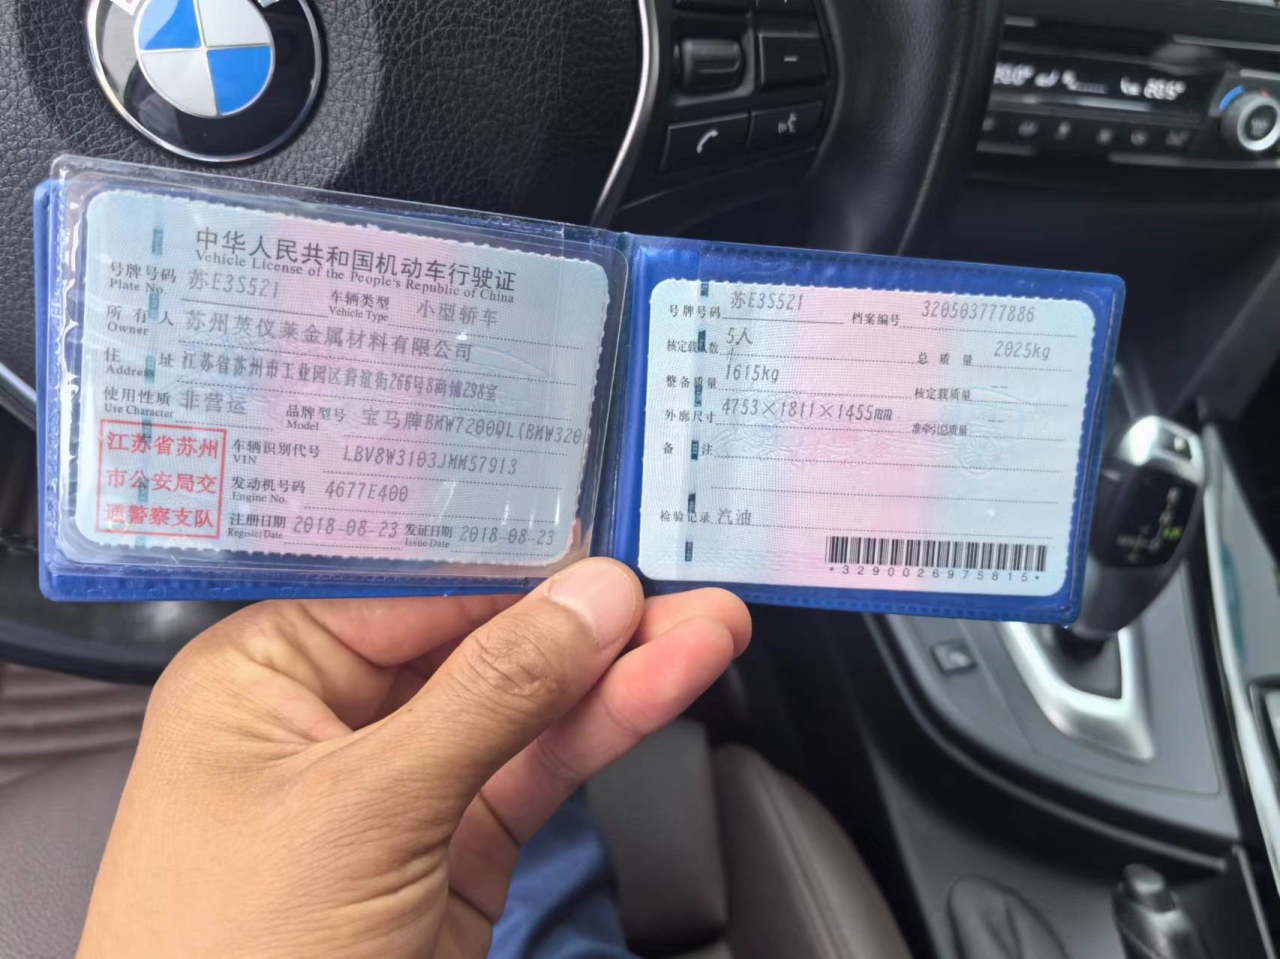 中华人民共和国机动车行驶证
Vehicle License of the People's Republic of China
号牌号码 苏E3S521 车辆类型 小型轿车
Plate No. Vehicle Type
所有人 苏州英仪莱金属材料有限公司
Owner
住址 江苏省苏州市工业园区蓉谊街266号8商铺298室
Address
使用性质 非营运 品牌型号 宝马牌BMW7200QL(BMW320
Use Character Model
江苏省苏州
市公安局交
通警察支队
车辆识别代号 LBV8W3103JMM57913
VIN
发动机号码 4677E400
Engine No.
注册日期 2018-08-23 发证日期 2018-08-23
Register Date Issue Date
号牌号码 苏E3S521 档案编号 320503777886
核定载人数 5人 总质量 2025kg
整备质量 1615kg 核定载质量 --
外廓尺寸 4753×1811×1455mm 准牵引总质量 --
备注
检验记录 汽油
*3290026975815*
20.5°